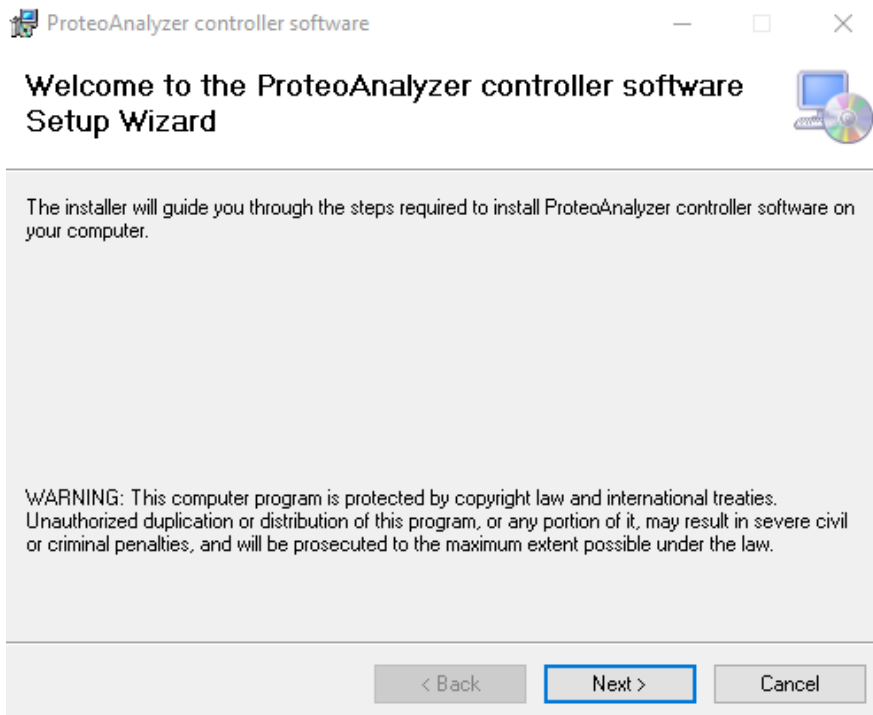 ProteoAnalyzer controller software
Welcome to the ProteoAnalyzer controller software
Setup Wizard
The installer will guide you through the steps required to install ProteoAnalyzer controller software on
your computer.
WARNING: This computer program is protected by copyright law and international treaties.
Unauthorized duplication or distribution of this program, or any portion of it, may result in severe civil
or criminal penalties, and will be prosecuted to the maximum extent possible under the law.
< Back
Next >
Cancel